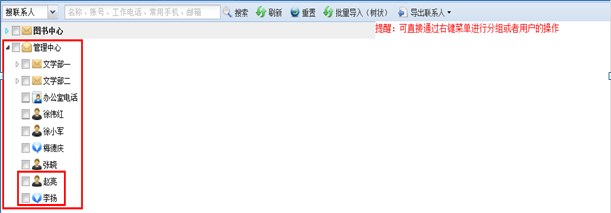 搜联系人 名称、账号、工作电话、常用手机、邮箱 搜索 刷新 重置 批量导入（树状） 导出联系人
图书中心
提醒：可直接通过右键菜单进行分组或者用户的操作
管理中心
文学部一
文学部二
办公室电话
徐伟红
徐小军
梅德庆
张晓
赵亮
李扬